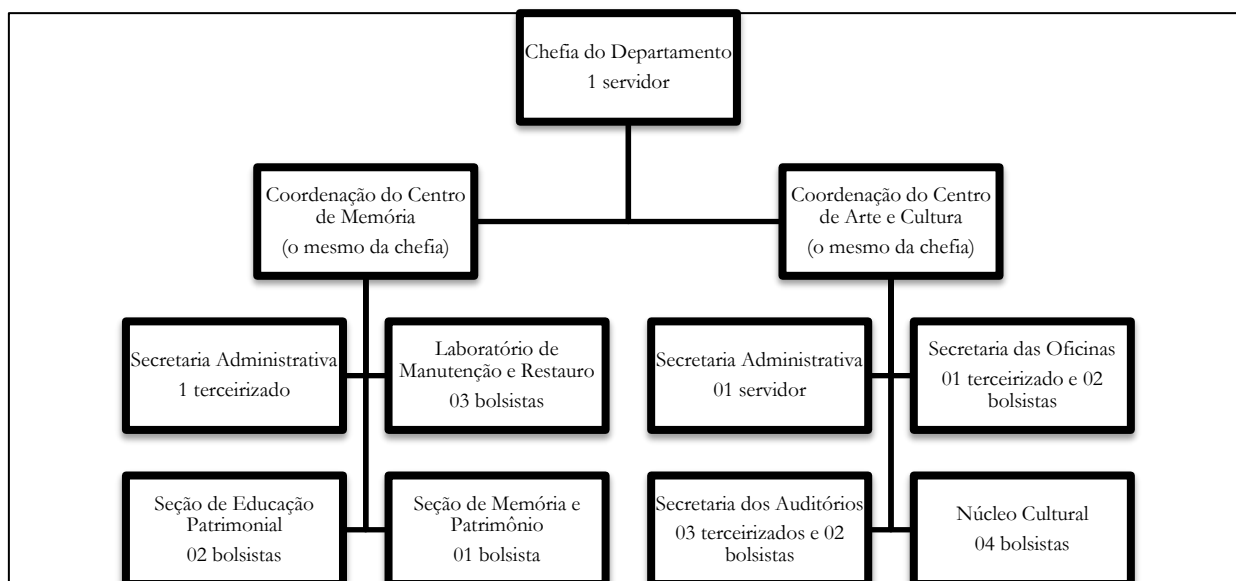 Chefia do Departamento
1 servidor
Coordenação do Centro
de Memória
(o mesmo da chefia)
Coordenação do Centro
de Arte e Cultura
(o mesmo da chefia)
Secretaria Administrativa
1 terceirizado
Laboratório de
Manutenção e Restauro
03 bolsistas
Secretaria Administrativa
01 servidor
Secretaria das Oficinas
01 terceirizado e 02
bolsistas
Seção de Educação
Patrimonial
02 bolsistas
Seção de Memória e
Patrimônio
01 bolsista
Secretaria dos Auditórios
03 terceirizados e 02
bolsistas
Núcleo Cultural
04 bolsistas